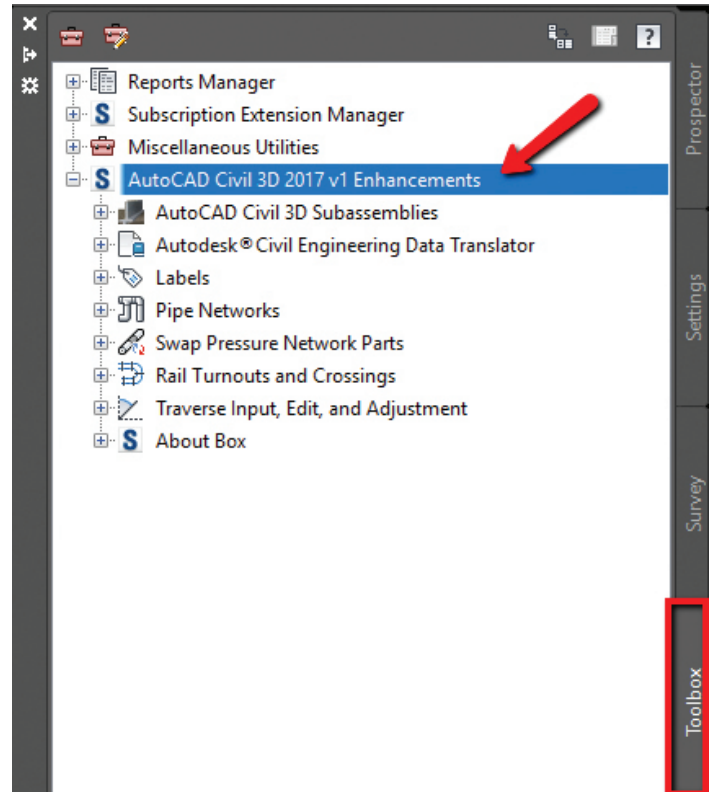 Reports Manager
Subscription Extension Manager
Miscellaneous Utilities
AutoCAD Civil 3D 2017 v1 Enhancements
AutoCAD Civil 3D Subassemblies
Autodesk® Civil Engineering Data Translator
Labels
Pipe Networks
Swap Pressure Network Parts
Rail Turnouts and Crossings
Traverse Input, Edit, and Adjustment
About Box
Prospector
Settings
Survey
Toolbox